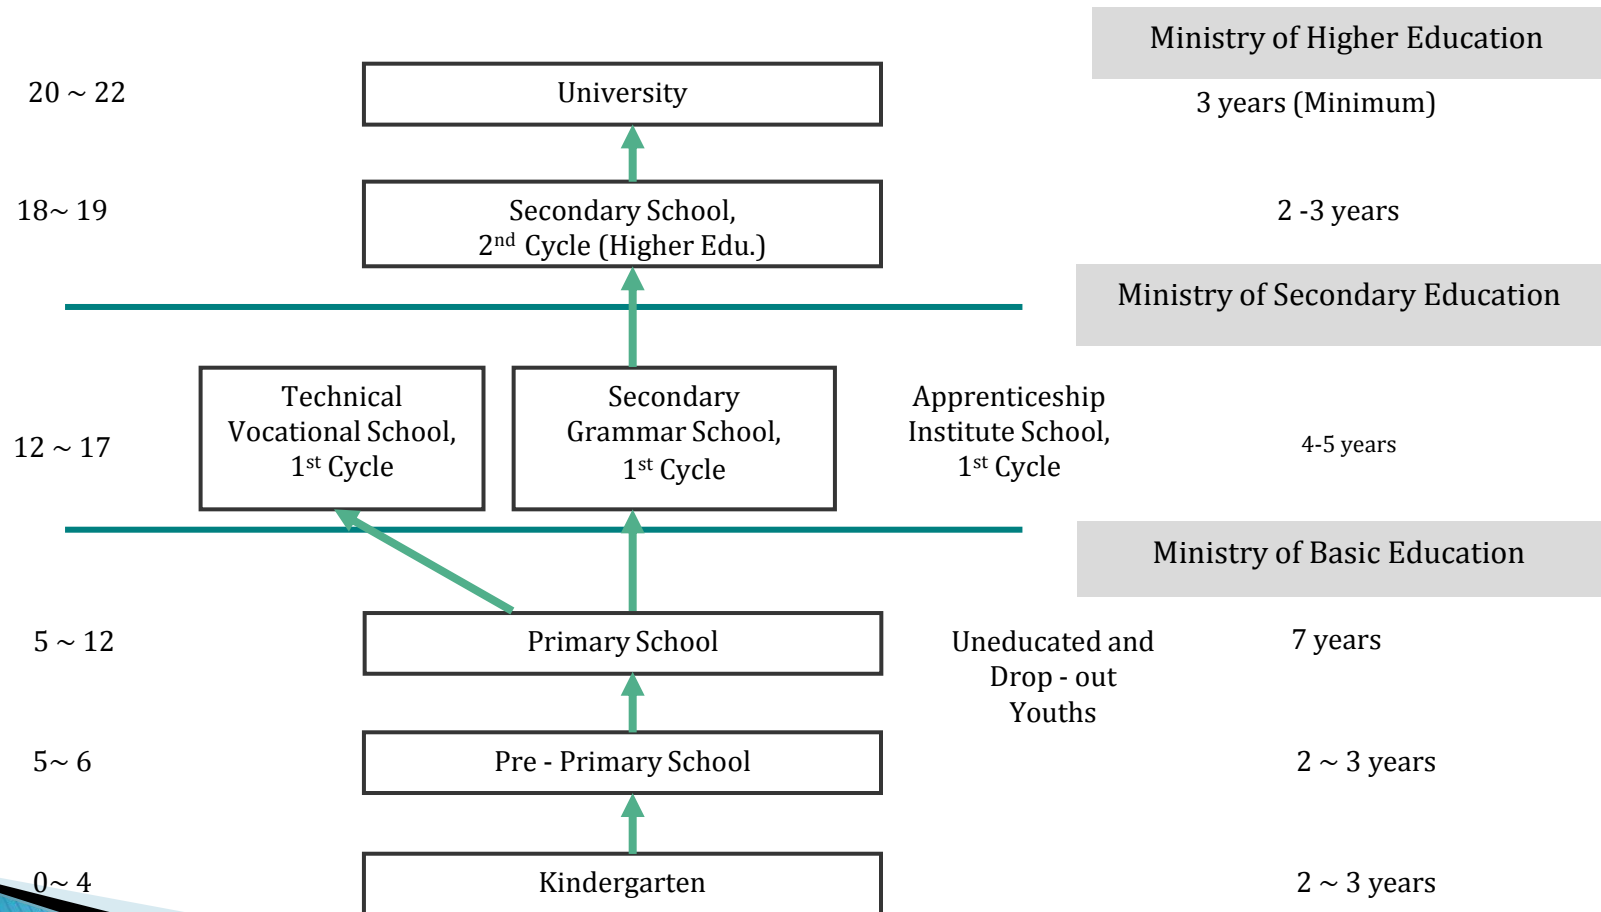 Ministry of Higher Education
20 ~ 22
University
3 years (Minimum)
18~ 19
Secondary School,
2nd Cycle (Higher Edu.)
2 -3 years
Ministry of Secondary Education
12 ~ 17
Technical
Vocational School,
1st Cycle
Secondary
Grammar School,
1st Cycle
Apprenticeship
Institute School,
1st Cycle
4-5 years
Ministry of Basic Education
5 ~ 12
Primary School
Uneducated and
Drop - out
Youths
7 years
5~ 6
Pre - Primary School
2 ~ 3 years
0~ 4
Kindergarten
2 ~ 3 years